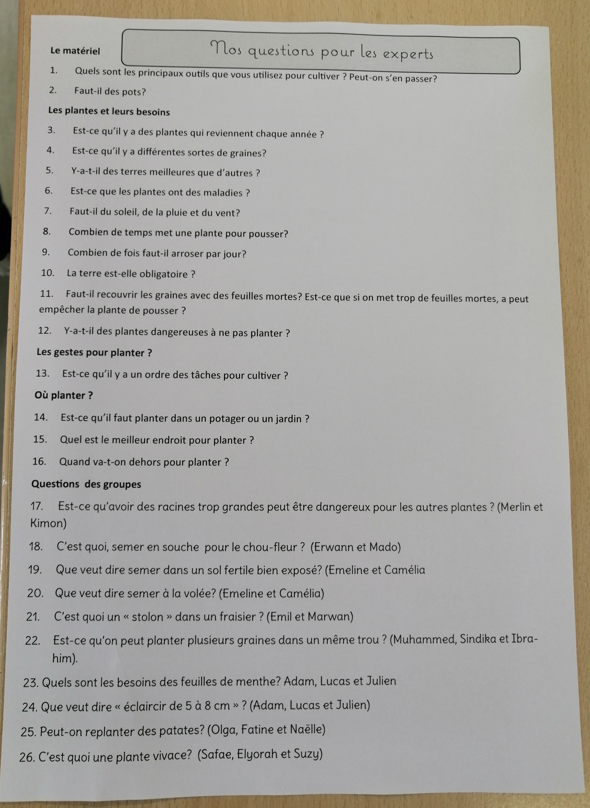 Nos questions pour les experts
Le matériel
1. Quels sont les principaux outils que vous utilisez pour cultiver ? Peut-on s'en passer?
2. Faut-il des pots?
Les plantes et leurs besoins
3. Est-ce qu'il y a des plantes qui reviennent chaque année ?
4. Est-ce qu'il y a différentes sortes de graines?
5. Y-a-t-il des terres meilleures que d'autres ?
6. Est-ce que les plantes ont des maladies ?
7. Faut-il du soleil, de la pluie et du vent?
8. Combien de temps met une plante pour pousser?
9. Combien de fois faut-il arroser par jour?
10. La terre est-elle obligatoire ?
11. Faut-il recouvrir les graines avec des feuilles mortes? Est-ce que si on met trop de feuilles mortes, a peut
empêcher la plante de pousser ?
12. Y-a-t-il des plantes dangereuses à ne pas planter ?
Les gestes pour planter ?
13. Est-ce qu'il y a un ordre des tâches pour cultiver ?
Où planter ?
14. Est-ce qu'il faut planter dans un potager ou un jardin ?
15. Quel est le meilleur endroit pour planter ?
16. Quand va-t-on dehors pour planter ?
Questions des groupes
17. Est-ce qu'avoir des racines trop grandes peut être dangereux pour les autres plantes ? (Merlin et
Kimon)
18. C'est quoi, semer en souche pour le chou-fleur ? (Erwann et Mado)
19. Que veut dire semer dans un sol fertile bien exposé? (Emeline et Camélia
20. Que veut dire semer à la volée? (Emeline et Camélia)
21. C'est quoi un « stolon » dans un fraisier ? (Emil et Marwan)
22. Est-ce qu'on peut planter plusieurs graines dans un même trou ? (Muhammed, Sindika et Ibra-
him).
23. Quels sont les besoins des feuilles de menthe? Adam, Lucas et Julien
24. Que veut dire « éclaircir de 5 à 8 cm » ? (Adam, Lucas et Julien)
25. Peut-on replanter des patates? (Olga, Fatine et Naëlle)
26. C'est quoi une plante vivace? (Safae, Elyorah et Suzy)